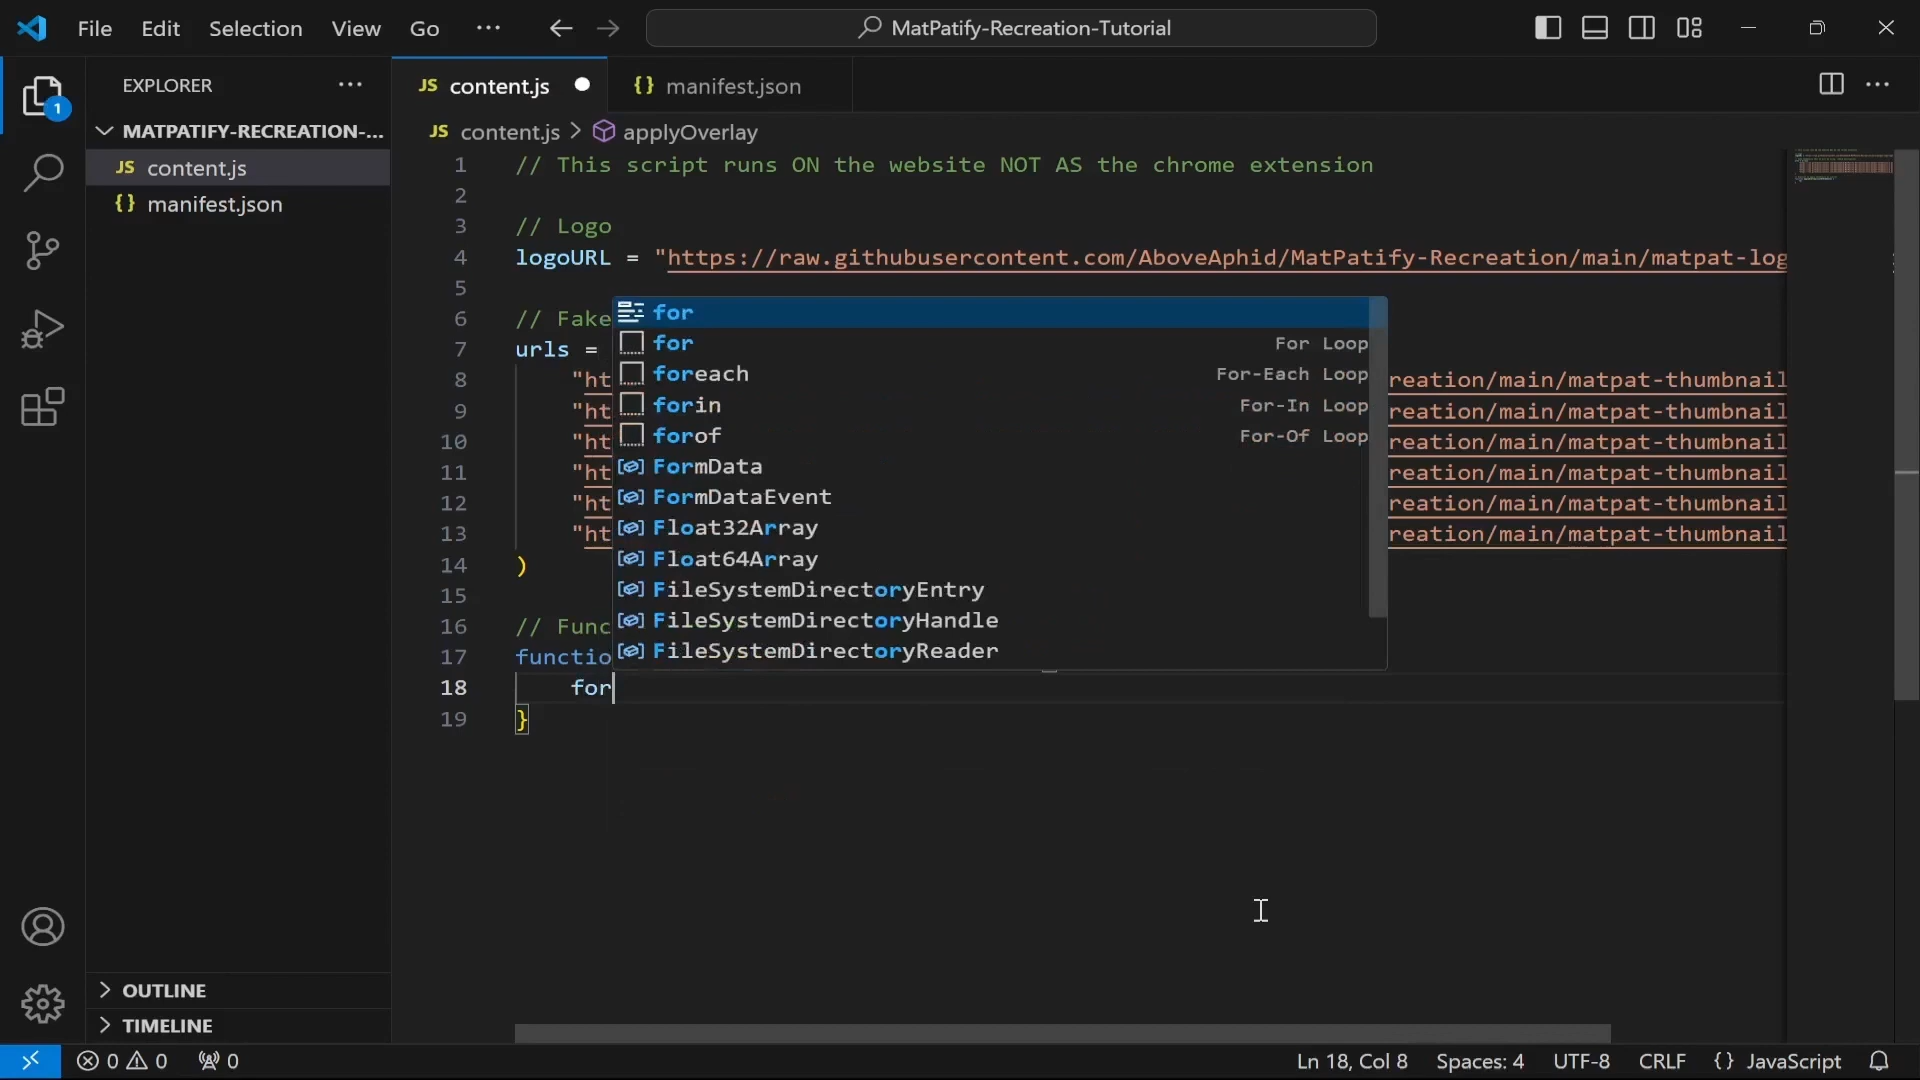 File Edit Selection View Go ··· MatPatify-Recreation-Tutorial
EXPLORER ···
1
MATPATIFY-RECREATION-...
JS content.js
{} manifest.json
OUTLINE
TIMELINE
JS content.js {} manifest.json ···
JS content.js > applyOverlay
1 // This script runs ON the website NOT AS the chrome extension
2
3 // Logo
4 logoURL = "https://raw.githubusercontent.com/AboveAphid/MatPatify-Recreation/main/matpat-log
5
6 // Fake
7 urls =
8 "ht reation/main/matpat-thumbnail
9 "ht reation/main/matpat-thumbnail
10 "ht reation/main/matpat-thumbnail
11 "ht reation/main/matpat-thumbnail
12 "ht reation/main/matpat-thumbnail
13 "ht reation/main/matpat-thumbnail
14 )
15
16 // Func
17 functio
18 for
19 }
for
for For Loop
foreach For-Each Loop
forin For-In Loop
forof For-Of Loop
FormData
FormDataEvent
Float32Array
Float64Array
FileSystemDirectoryEntry
FileSystemDirectoryHandle
FileSystemDirectoryReader
0 0 0 Ln 18, Col 8 Spaces: 4 UTF-8 CRLF {} JavaScript